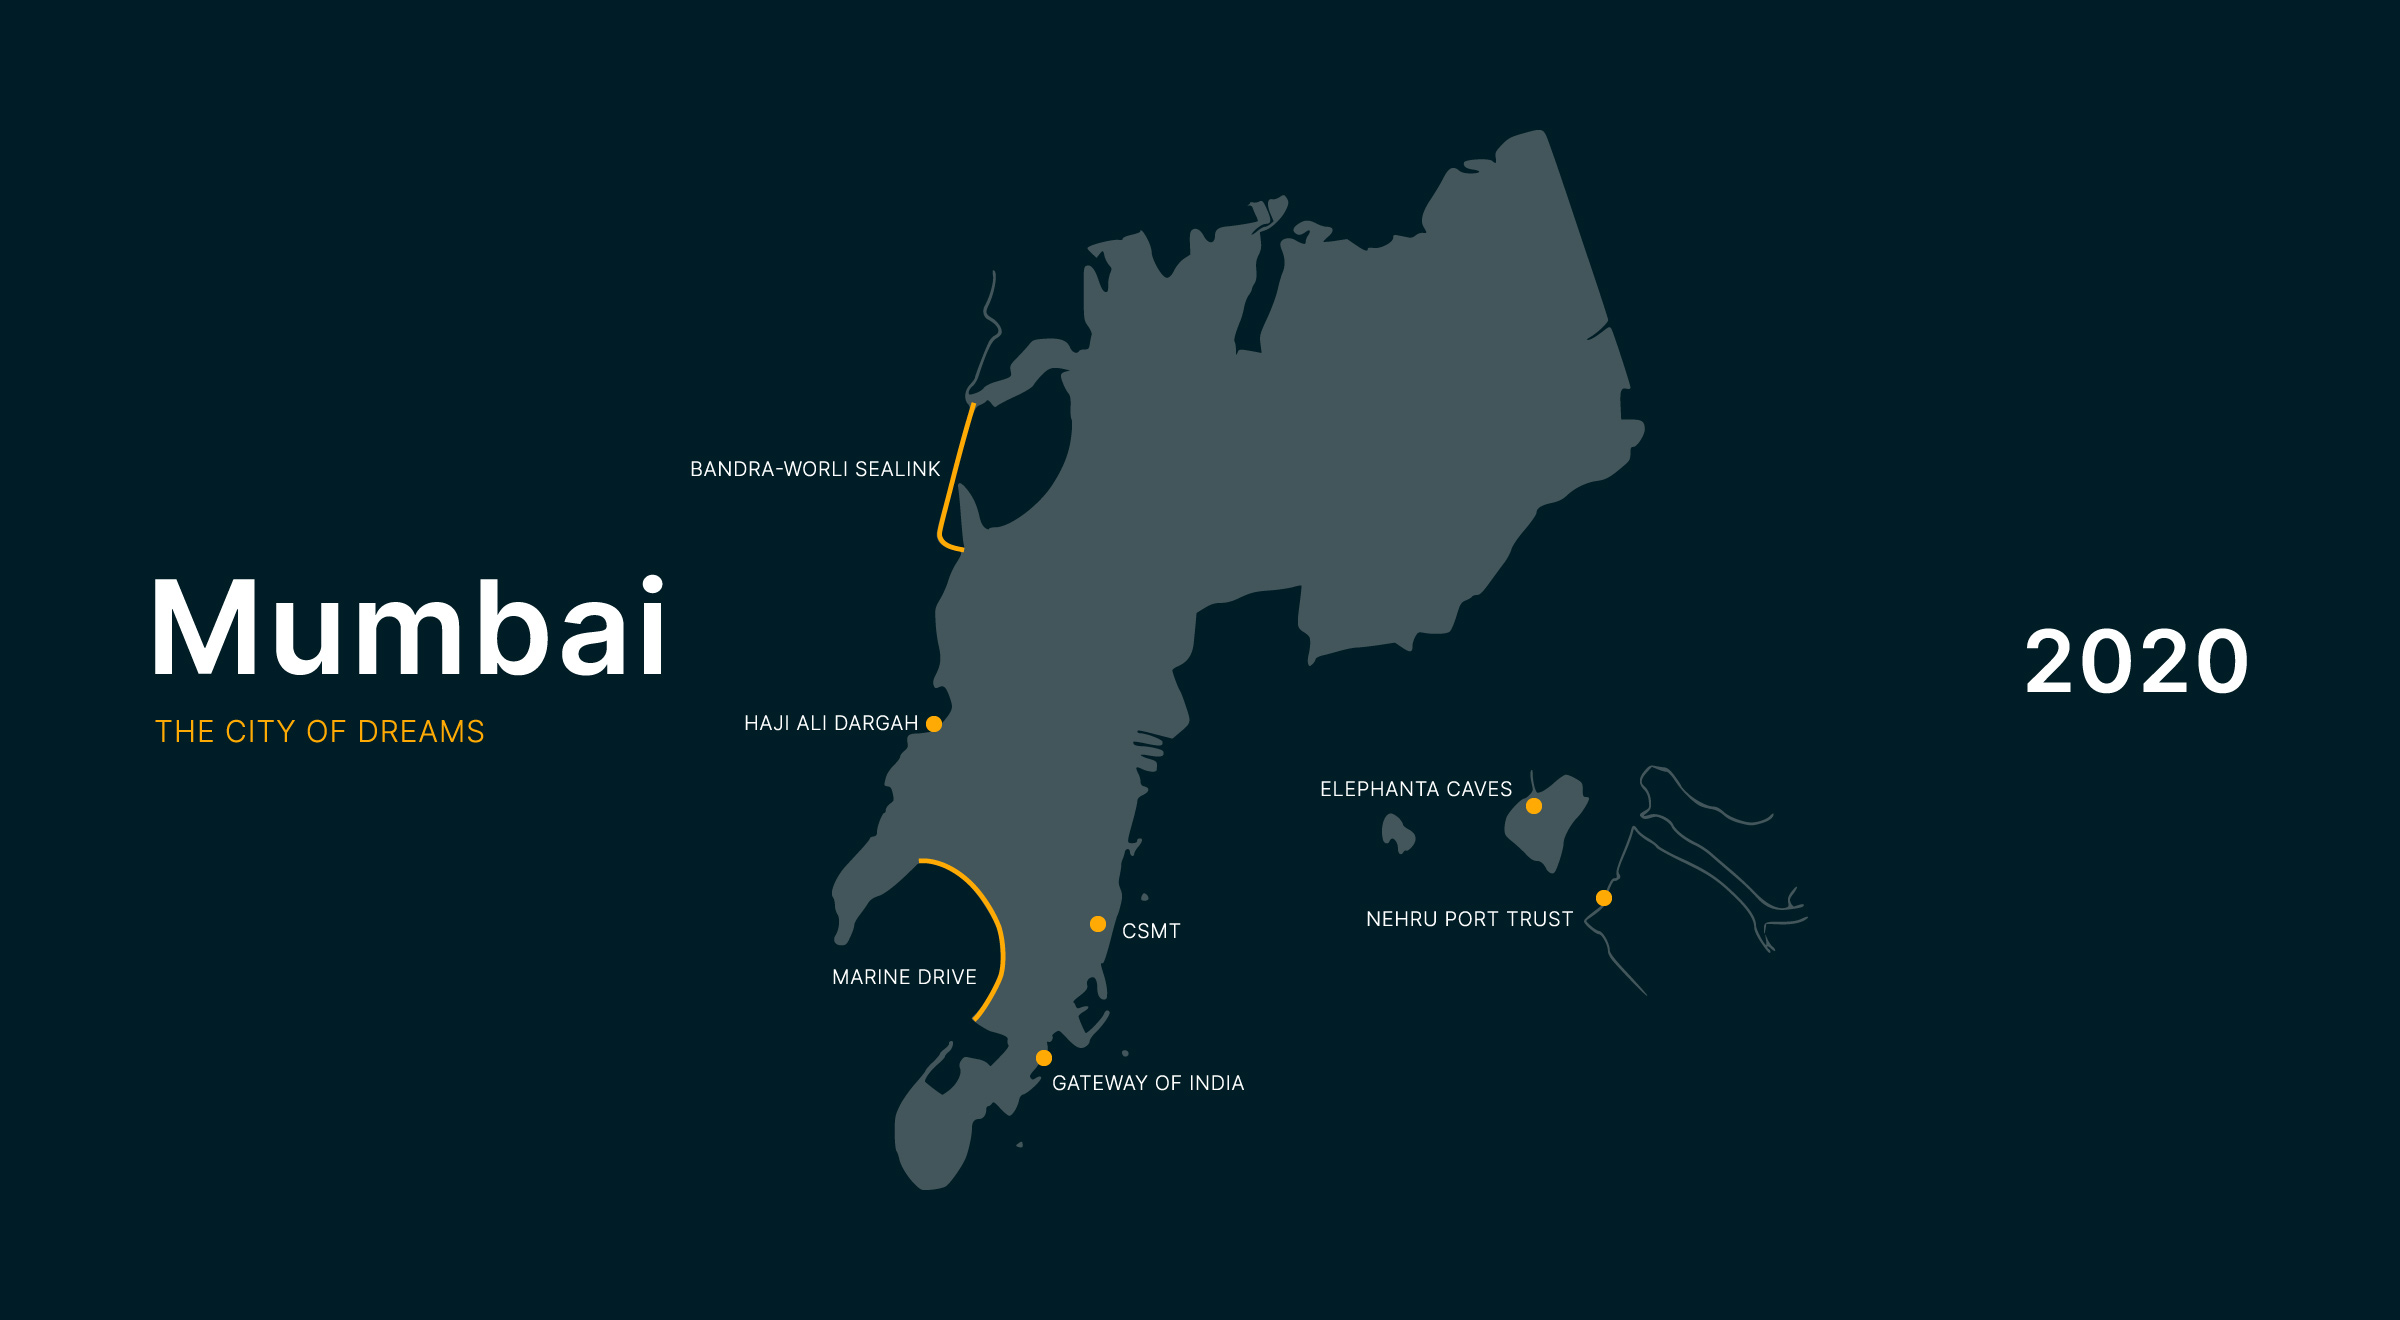 Mumbai
THE CITY OF DREAMS
BANDRA-WORLI SEALINK
HAJI ALI DARGAH
MARINE DRIVE
CSMT
GATEWAY OF INDIA
ELEPHANTA CAVES
NEHRU PORT TRUST
2020